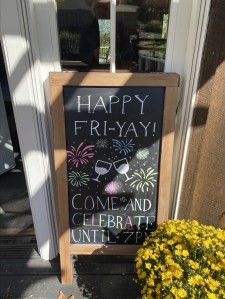 HAPPY
FRI-YAY!
COME AND
CELEBRATE
UNTIL 7PM